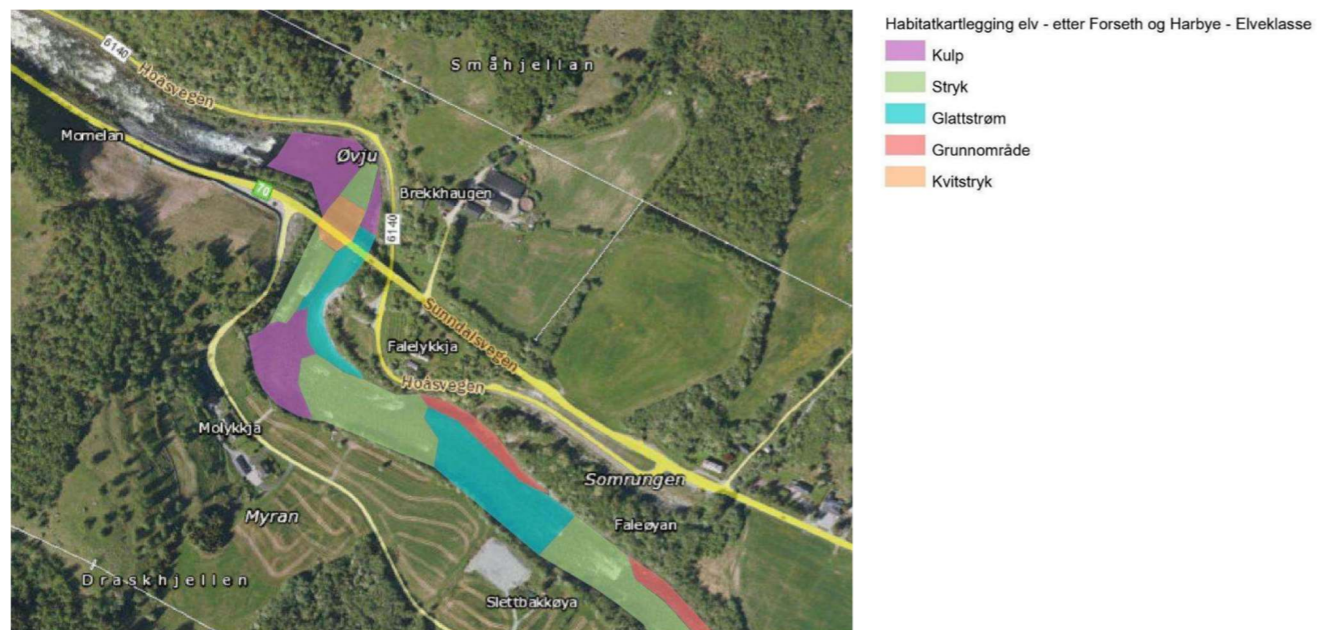 Habitatkartlegging elv - etter Forseth og Harbye - Elveklasse
Kulp
Stryk
Glattstrøm
Grunnområde
Kvitstryk
6140
Hoåsvegen
Småhjellan
Momelan
Øvju
70
Brekkhaugen
6140
Sunndalsvegen
Falelykkja
Hoåsvegen
Molykkja
Somrungen
Myran
Faleøyan
Draskhjellen
Slettbakkøya